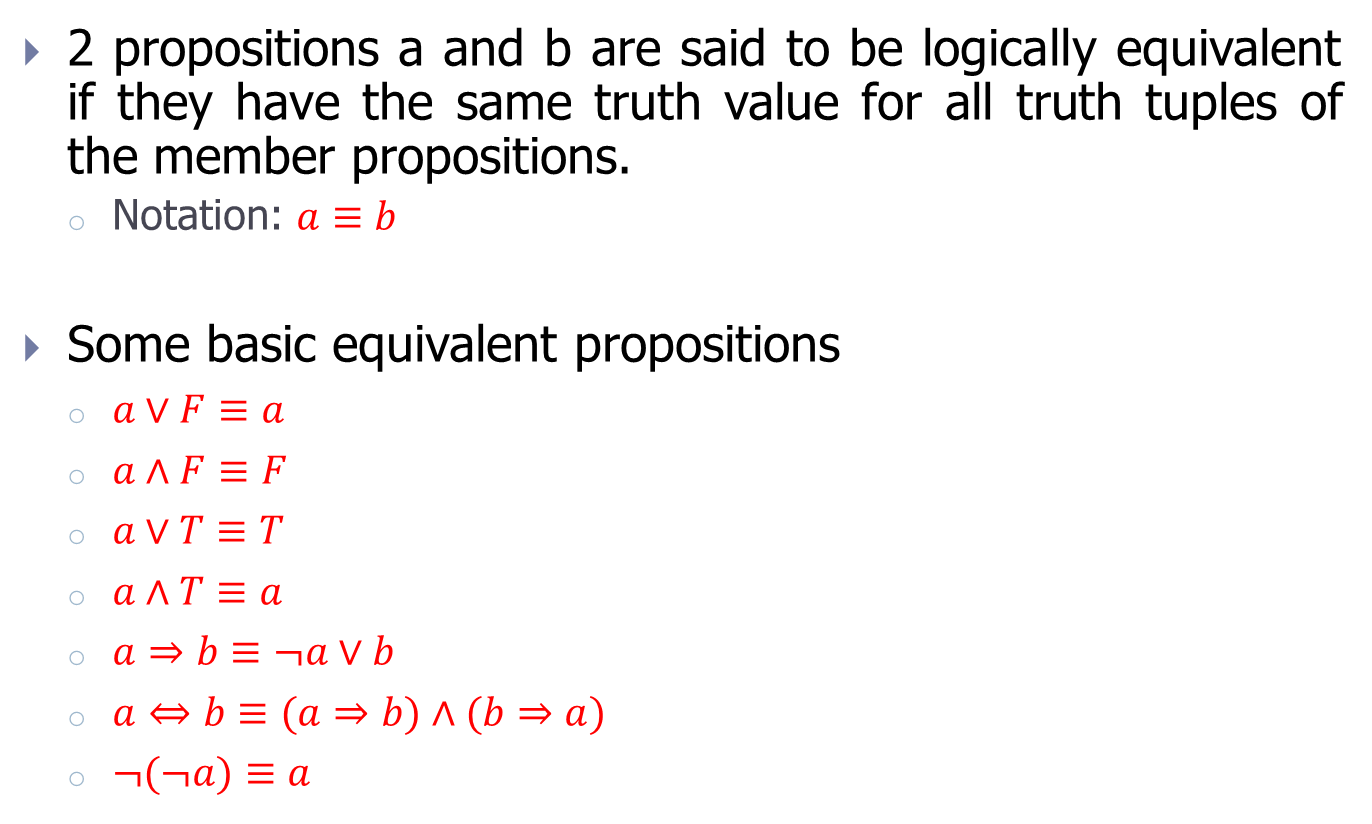 2 propositions a and b are said to be logically equivalent
if they have the same truth value for all truth tuples of
the member propositions.
Notation: a ≡ b
Some basic equivalent propositions
a ∨ F ≡ a
a ∧ F ≡ F
a ∨ T ≡ T
a ∧ T ≡ a
a ⇒ b ≡ ¬a ∨ b
a ⇔ b ≡ (a ⇒ b) ∧ (b ⇒ a)
¬(¬a) ≡ a